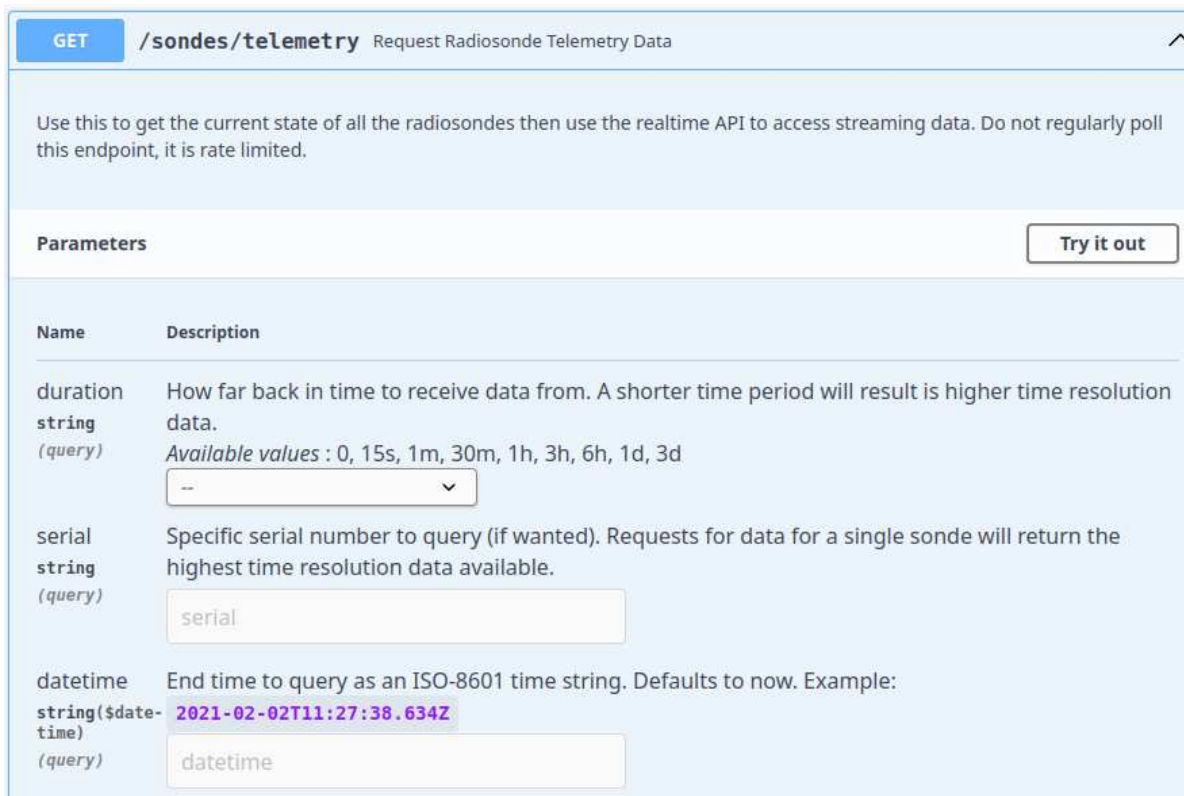 GET /sondes/telemetry Request Radiosonde Telemetry Data
Use this to get the current state of all the radiosondes then use the realtime API to access streaming data. Do not regularly poll
this endpoint, it is rate limited.
Parameters
Try it out
Name Description
duration
string
(query)
How far back in time to receive data from. A shorter time period will result is higher time resolution
data.
Available values : 0, 15s, 1m, 30m, 1h, 3h, 6h, 1d, 3d
--
serial
string
(query)
Specific serial number to query (if wanted). Requests for data for a single sonde will return the
highest time resolution data available.
serial
datetime
string($date-
time)
(query)
End time to query as an ISO-8601 time string. Defaults to now. Example:
2021-02-02T11:27:38.634Z
datetime